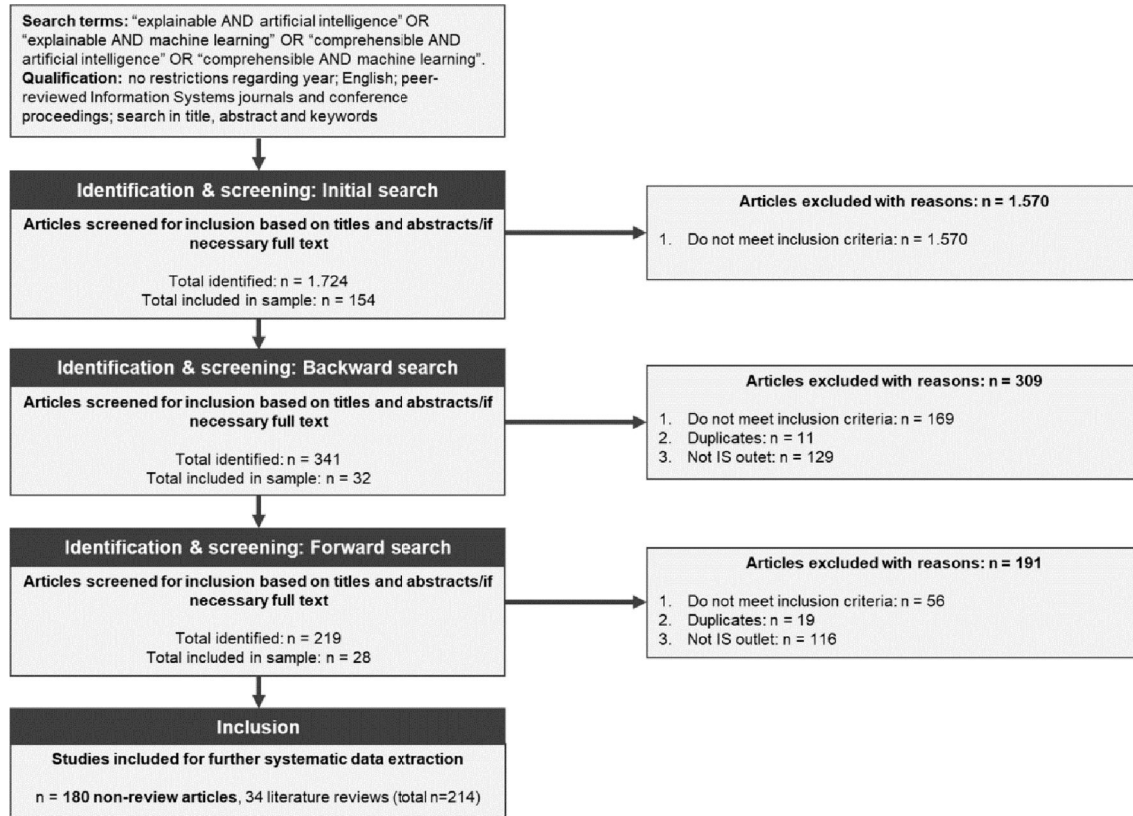 Search terms: “explainable AND artificial intelligence” OR
“explainable AND machine learning” OR “comprehensible AND
artificial intelligence” OR “comprehensible AND machine learning”.
Qualification: no restrictions regarding year; English; peer-
reviewed Information Systems journals and conference
proceedings; search in title, abstract and keywords
Identification & screening: Initial search
Articles screened for inclusion based on titles and abstracts/if
necessary full text
Total identified: n = 1.724
Total included in sample: n = 154
Articles excluded with reasons: n = 1.570
1. Do not meet inclusion criteria: n = 1.570
Identification & screening: Backward search
Articles screened for inclusion based on titles and abstracts/if
necessary full text
Total identified: n = 341
Total included in sample: n = 32
Articles excluded with reasons: n = 309
1. Do not meet inclusion criteria: n = 169
2. Duplicates: n = 11
3. Not IS outet: n = 129
Identification & screening: Forward search
Articles screened for inclusion based on titles and abstracts/if
necessary full text
Total identified: n = 219
Total included in sample: n = 28
Articles excluded with reasons: n = 191
1. Do not meet inclusion criteria: n = 56
2. Duplicates: n = 19
3. Not IS outlet: n = 116
Inclusion
Studies included for further systematic data extraction
n = 180 non-review articles, 34 literature reviews (total n=214)